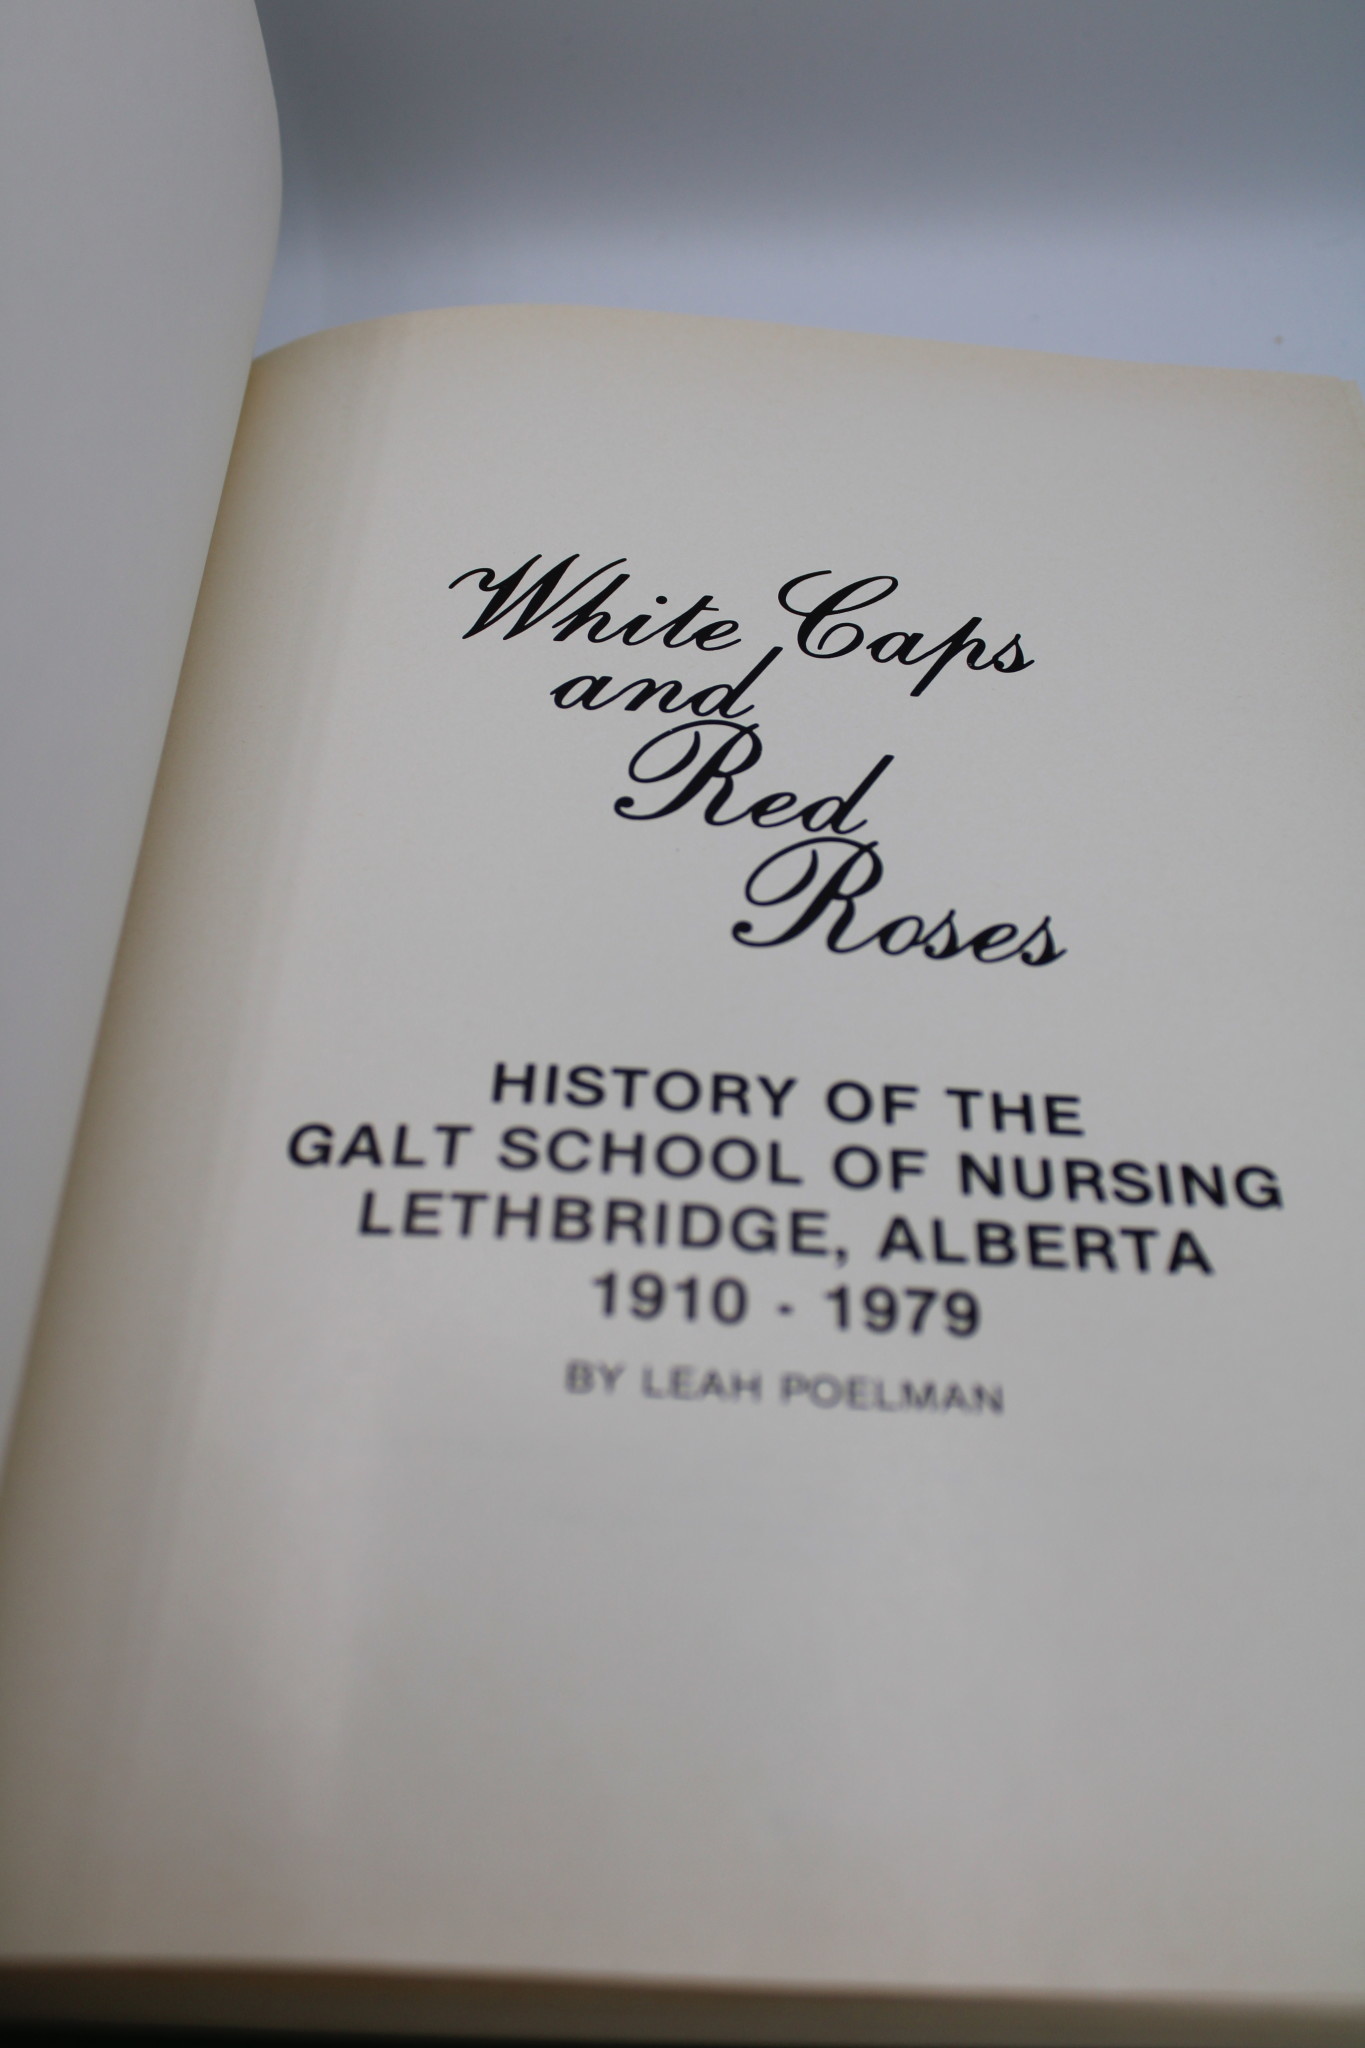 White Caps
and
Red
Roses
HISTORY OF THE
GALT SCHOOL OF NURSING
LETHBRIDGE, ALBERTA
1910 - 1979
BY LEAH POELMAN